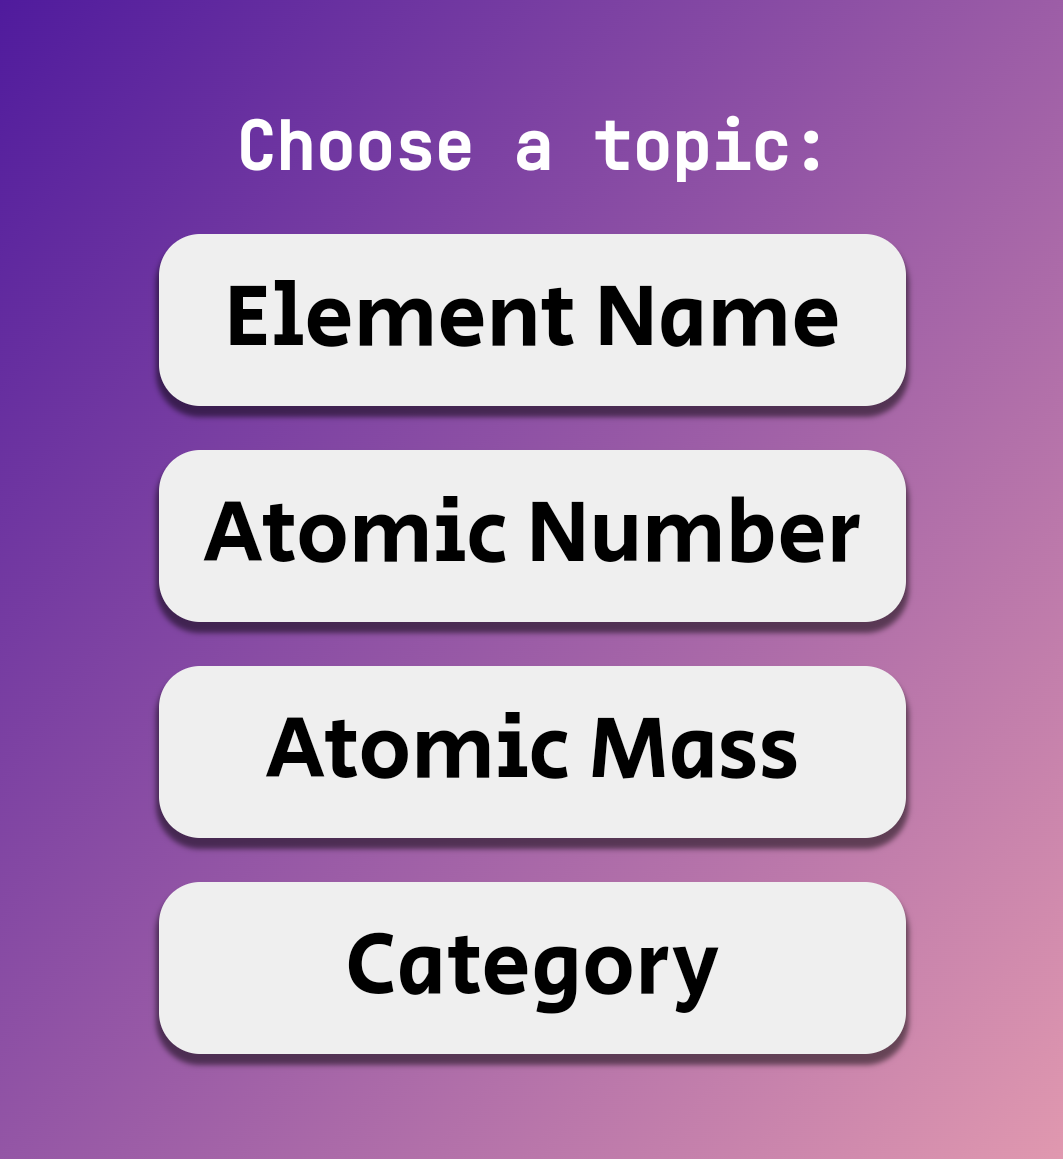 Choose a topic:
Element Name
Atomic Number
Atomic Mass
Category